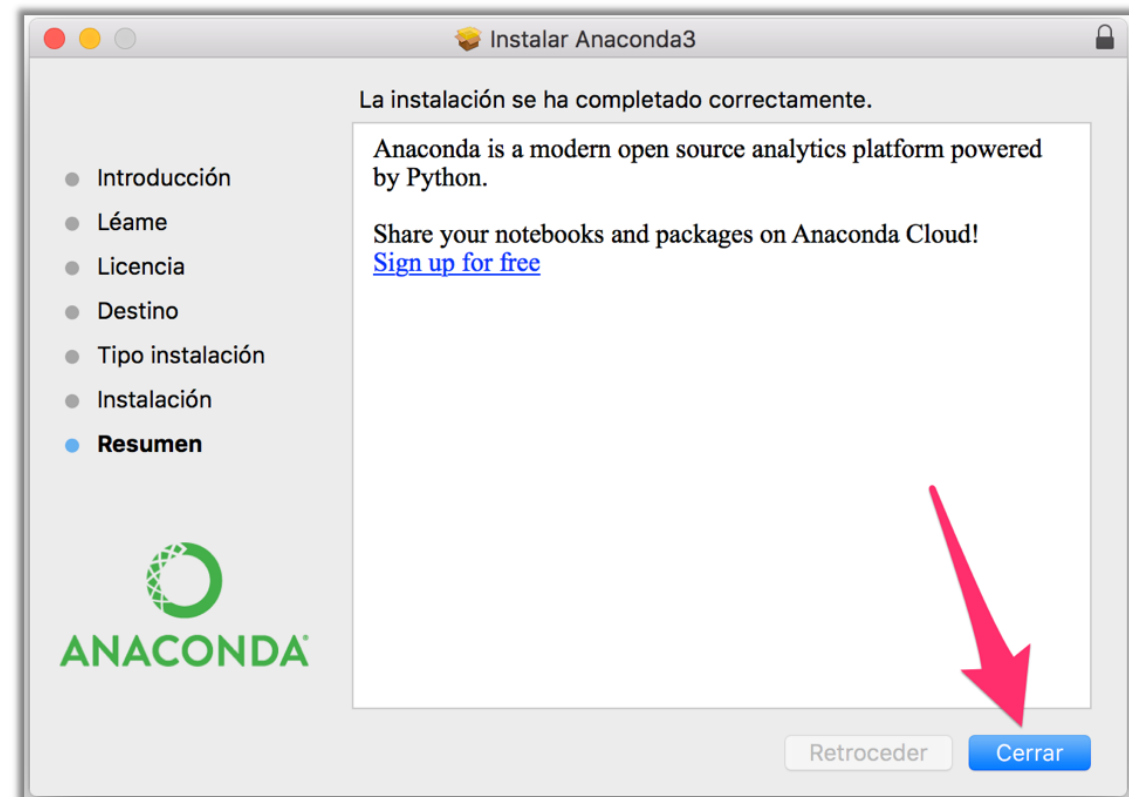 Instalar Anaconda3
La instalación se ha completado correctamente.
Introducción
Léame
Licencia
Destino
Tipo instalación
Instalación
Resumen
ANACONDA
Anaconda is a modern open source analytics platform powered
by Python.
Share your notebooks and packages on Anaconda Cloud!
Sign up for free
Retroceder
Cerrar